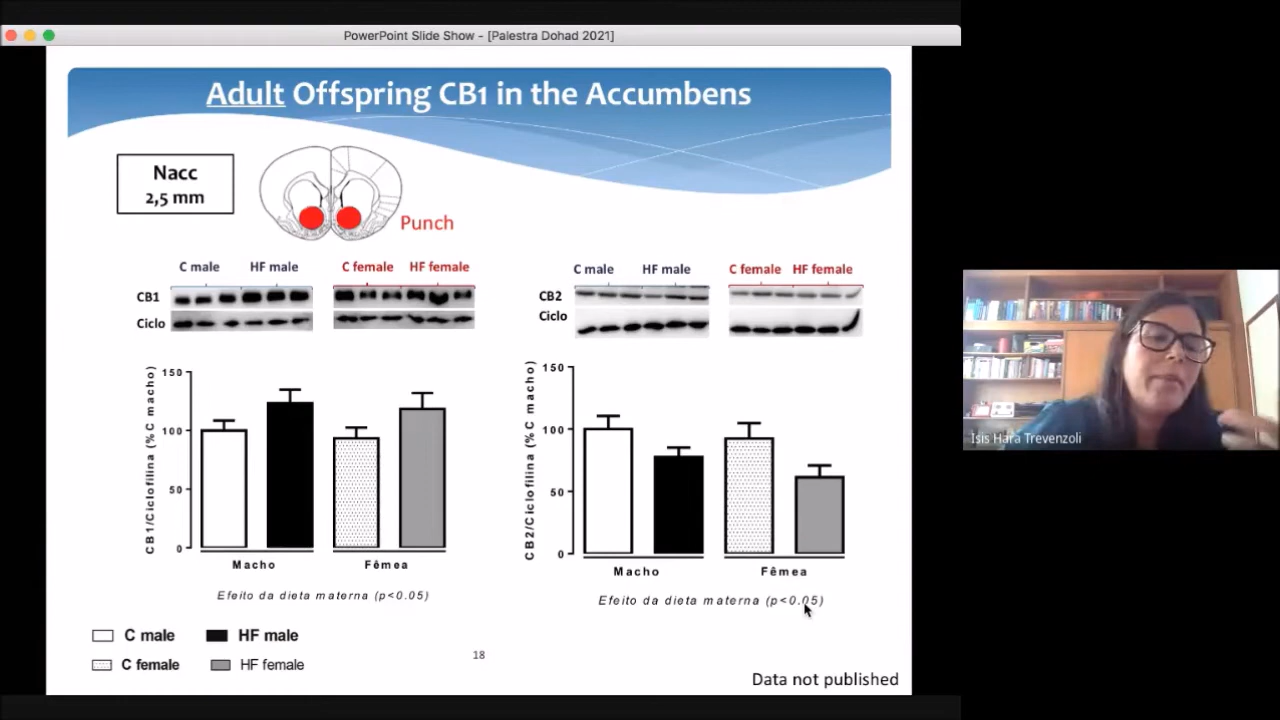 PowerPoint Slide Show - [Palestra Dohad 2021]
Adult Offspring CB1 in the Accumbens
Nacc
2,5 mm
Punch
C male HF male C female HF female
CB1
Ciclo
C male HF male C female HF female
CB2
Ciclo
CB1/Ciclofilina (% C macho)
150
100
50
0
Macho Fêmea
Efeito da dieta materna (p<0.05)
CB2/Ciclofilina (% C macho)
150
100
50
0
Macho Fêmea
Efeito da dieta materna (p<0.05)
C male HF male
C female HF female
18
Data not published
Isis Hara Trevenzoli